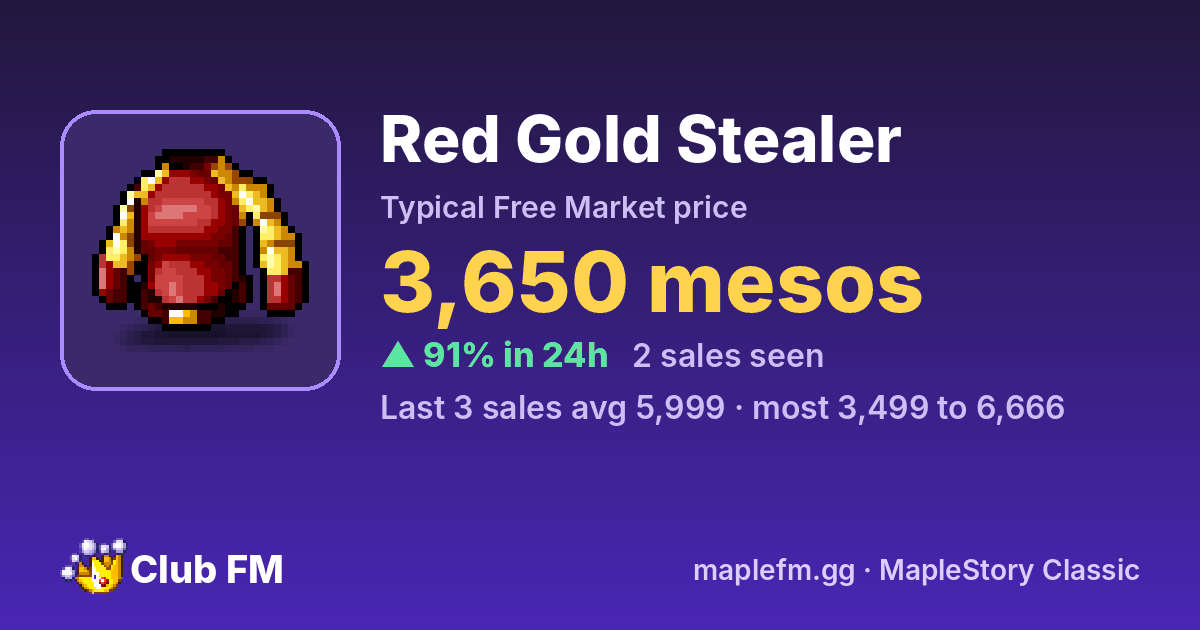 Red Gold Stealer
Typical Free Market price
3,650 mesos
▲ 91% in 24h 2 sales seen
Last 3 sales avg 5,999 · most 3,499 to 6,666
Club FM
maplefm.gg · MapleStory Classic